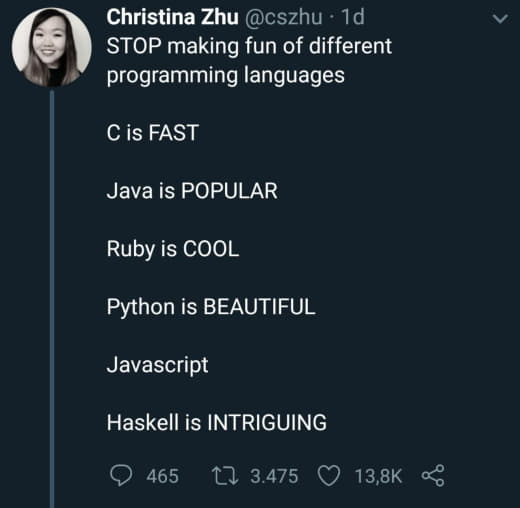 Christina Zhu @cszhu · 1d
STOP making fun of different
programming languages
C is FAST
Java is POPULAR
Ruby is COOL
Python is BEAUTIFUL
Javascript
Haskell is INTRIGUING
465 3.475 13,8K